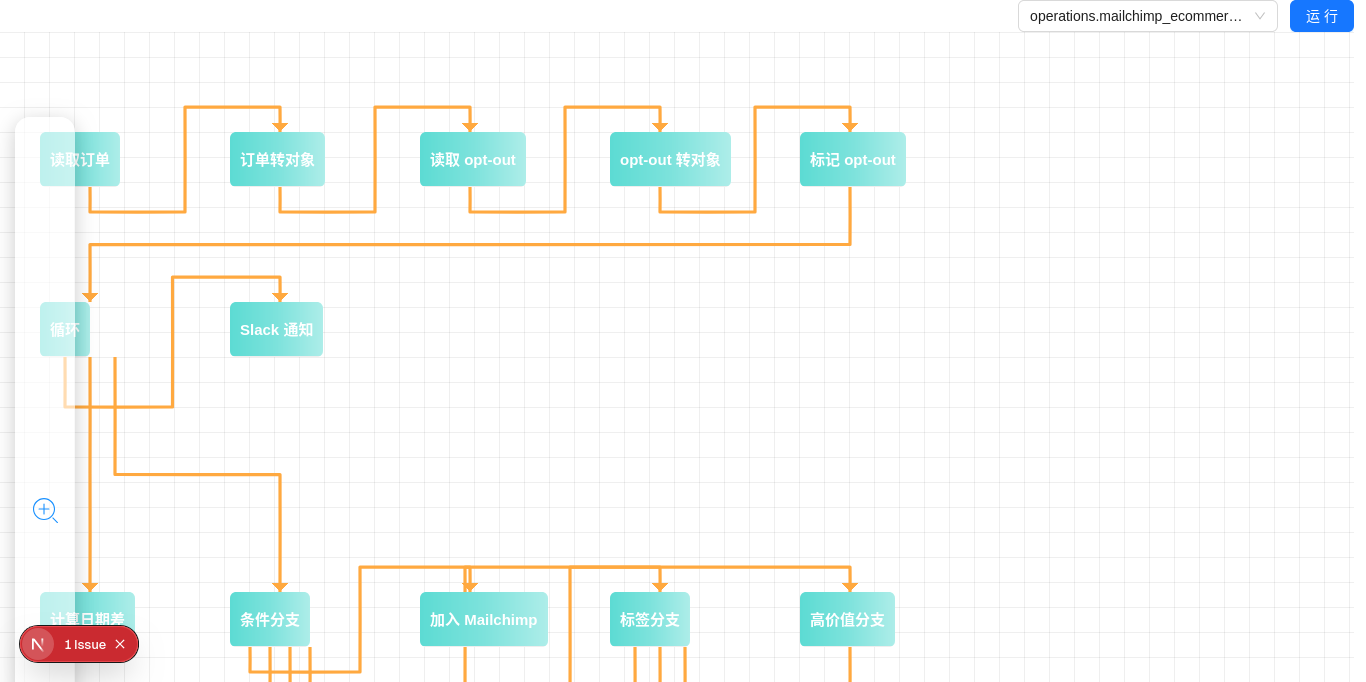 operations.mailchimp_ecommer...
运 行
读取订单
订单转对象
读取 opt-out
opt-out 转对象
标记 opt-out
循环
Slack 通知
计算日期差
条件分支
加入 Mailchimp
标签分支
高价值分支
N
1 Issue